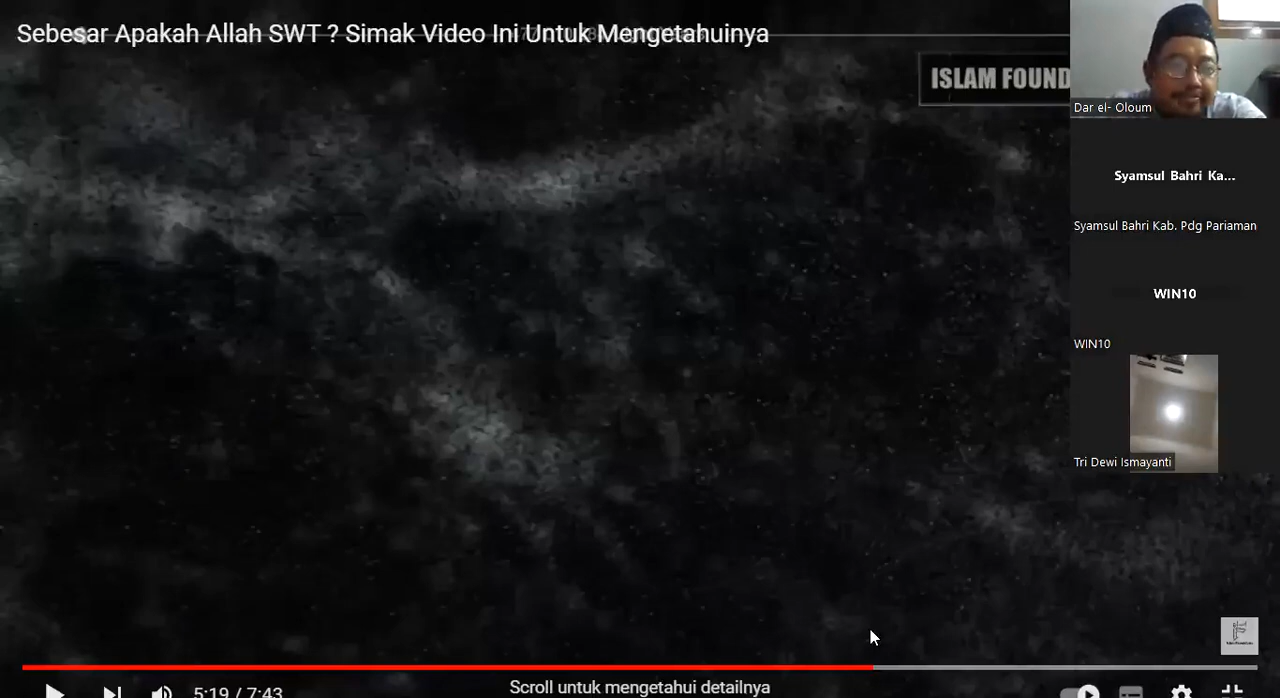 Sebesar Apakah Allah SWT ? Simak Video Ini Untuk Mengetahuinya
ISLAM FOUND
Dar el- Oloum
Syamsul Bahri Ka...
Syamsul Bahri Kab. Pdg Pariaman
WIN10
WIN10
Tri Dewi Ismayanti
5:19 / 7:43
Scroll untuk mengetahui detailnya